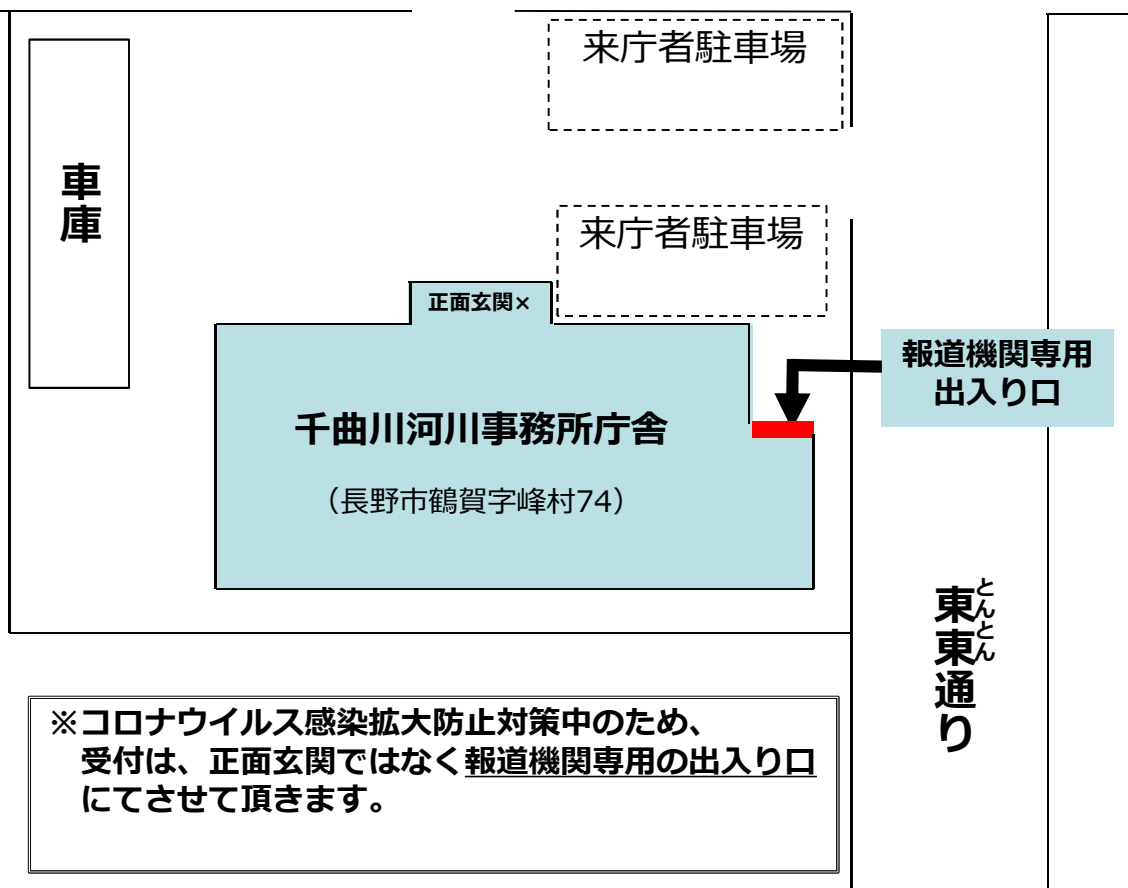 来庁者駐車場
車庫
来庁者駐車場
正面玄関×
報道機関専用
出入り口
千曲川河川事務所庁舎
（長野市鶴賀字峰村74）
東東通り
とんとん
※コロナウイルス感染拡大防止対策中のため、
受付は、正面玄関ではなく報道機関専用の出入り口
にてさせて頂きます。